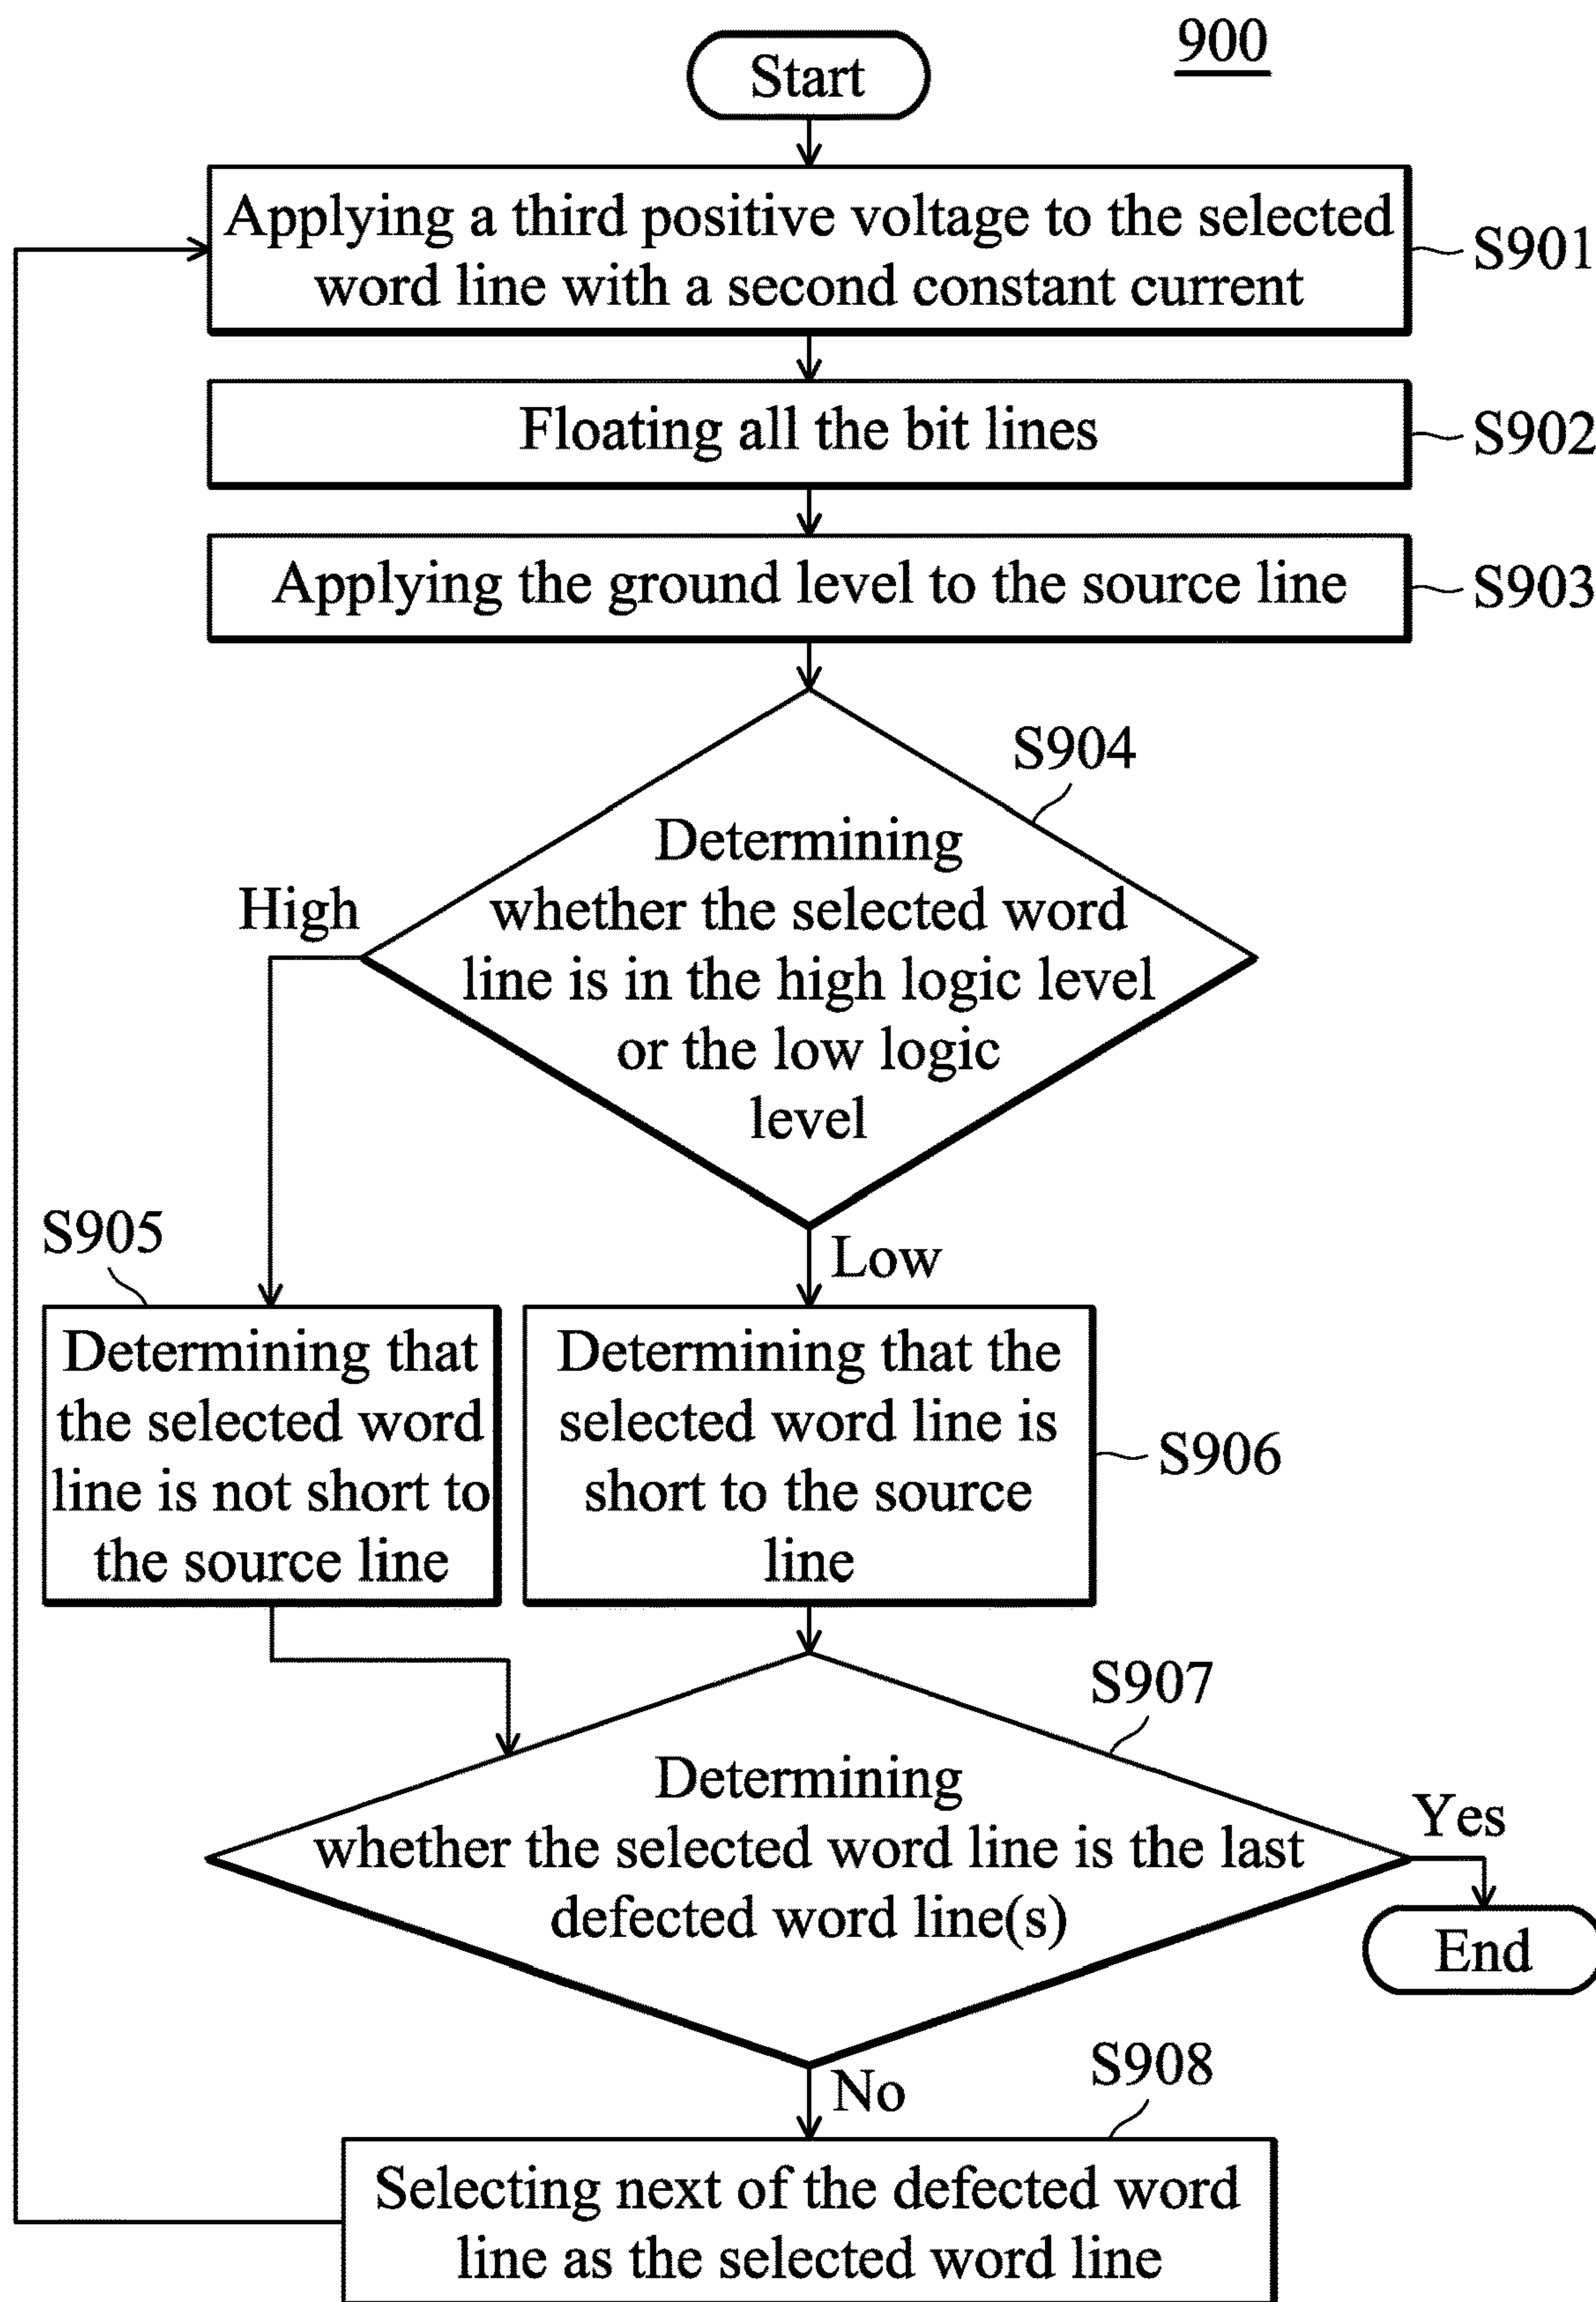 900
Start
Applying a third positive voltage to the selected
word line with a second constant current
S901
Floating all the bit lines
S902
Applying the ground level to the source line
S903
S904
Determining
whether the selected word
line is in the high logic level
or the low logic
level
High
Low
S905
Determining that
the selected word
line is not short to
the source line
Determining that the
selected word line is
short to the source
line
S906
S907
Determining
whether the selected word line is the last
defected word line(s)
Yes
End
No
S908
Selecting next of the defected word
line as the selected word line